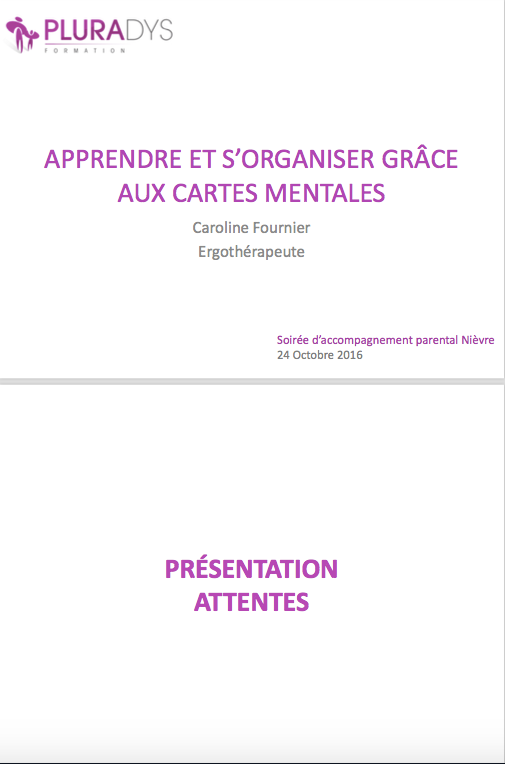 PLURADYS
FORMATION
APPRENDRE ET S’ORGANISER GRÂCE
AUX CARTES MENTALES
Caroline Fournier
Ergothérapeute
Soirée d’accompagnement parental Nièvre
24 Octobre 2016
PRÉSENTATION
ATTENTES